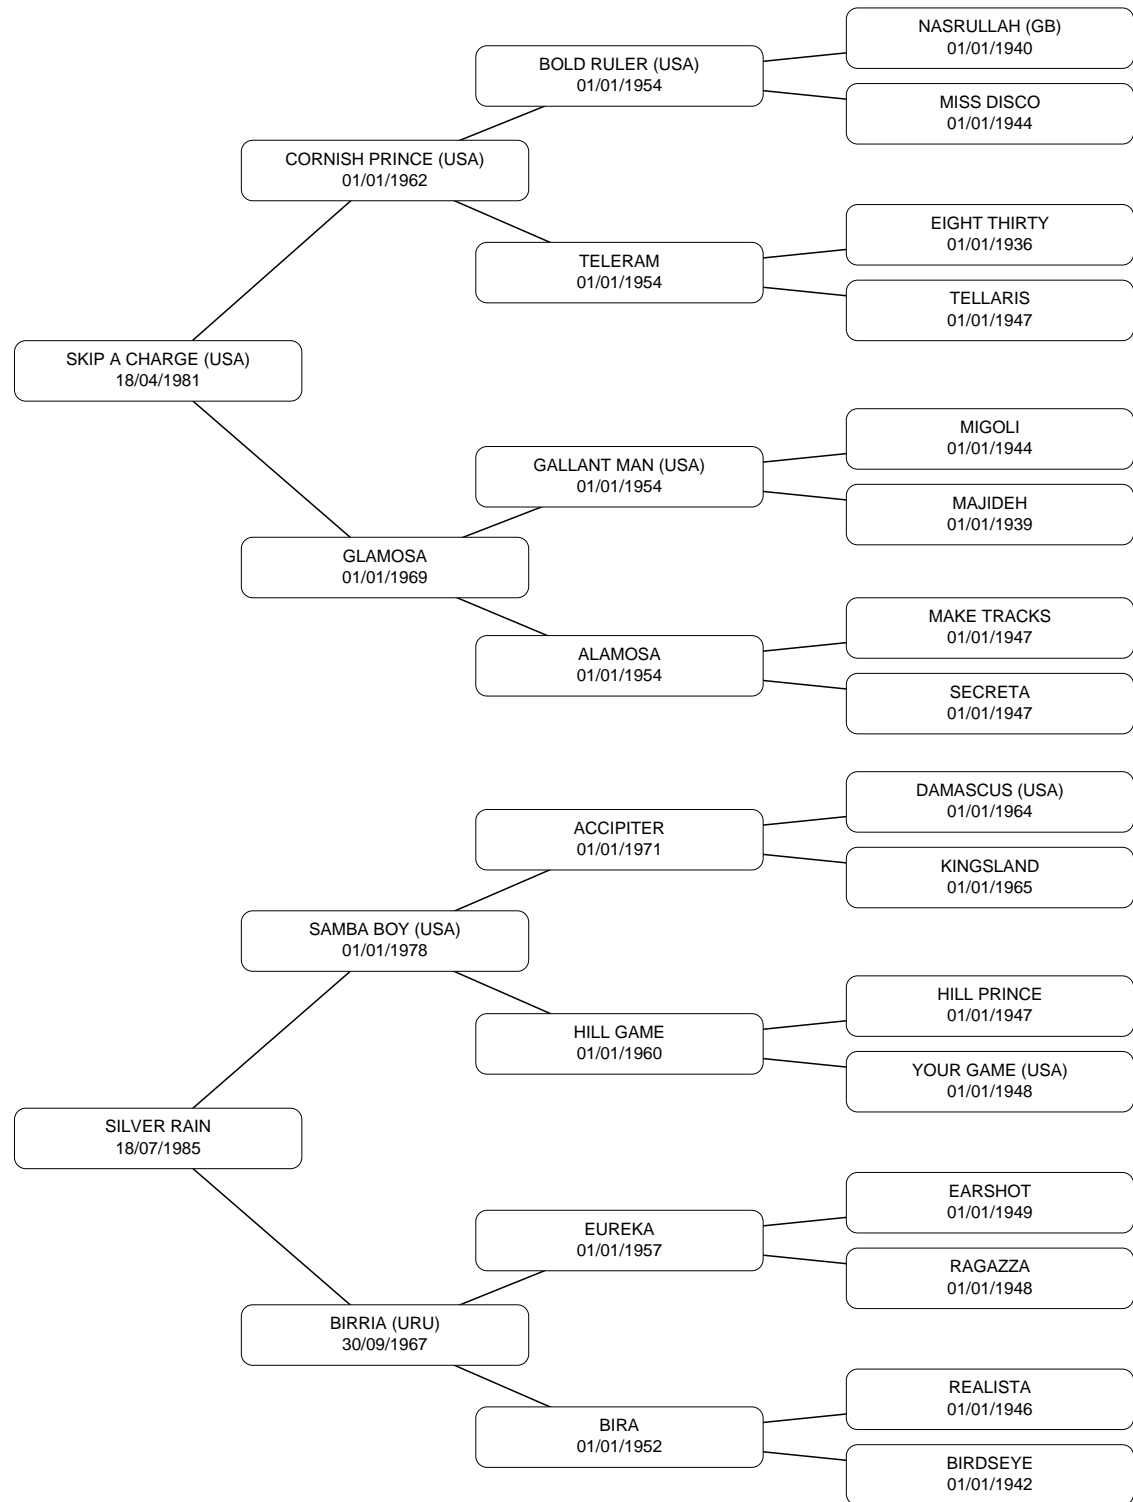 NASRULLAH (GB)
01/01/1940
BOLD RULER (USA)
01/01/1954
MISS DISCO
01/01/1944
CORNISH PRINCE (USA)
01/01/1962
EIGHT THIRTY
01/01/1936
TELERAM
01/01/1954
TELLARIS
01/01/1947
SKIP A CHARGE (USA)
18/04/1981
MIGOLI
01/01/1944
GALLANT MAN (USA)
01/01/1954
MAJIDEH
01/01/1939
GLAMOSA
01/01/1969
MAKE TRACKS
01/01/1947
ALAMOSA
01/01/1954
SECRETA
01/01/1947
DAMASCUS (USA)
01/01/1964
ACCIPITER
01/01/1971
KINGSLAND
01/01/1965
SAMBA BOY (USA)
01/01/1978
HILL PRINCE
01/01/1947
HILL GAME
01/01/1960
YOUR GAME (USA)
01/01/1948
SILVER RAIN
18/07/1985
EARSHOT
01/01/1949
EUREKA
01/01/1957
RAGAZZA
01/01/1948
BIRRIA (URU)
30/09/1967
REALISTA
01/01/1946
BIRA
01/01/1952
BIRDSEYE
01/01/1942